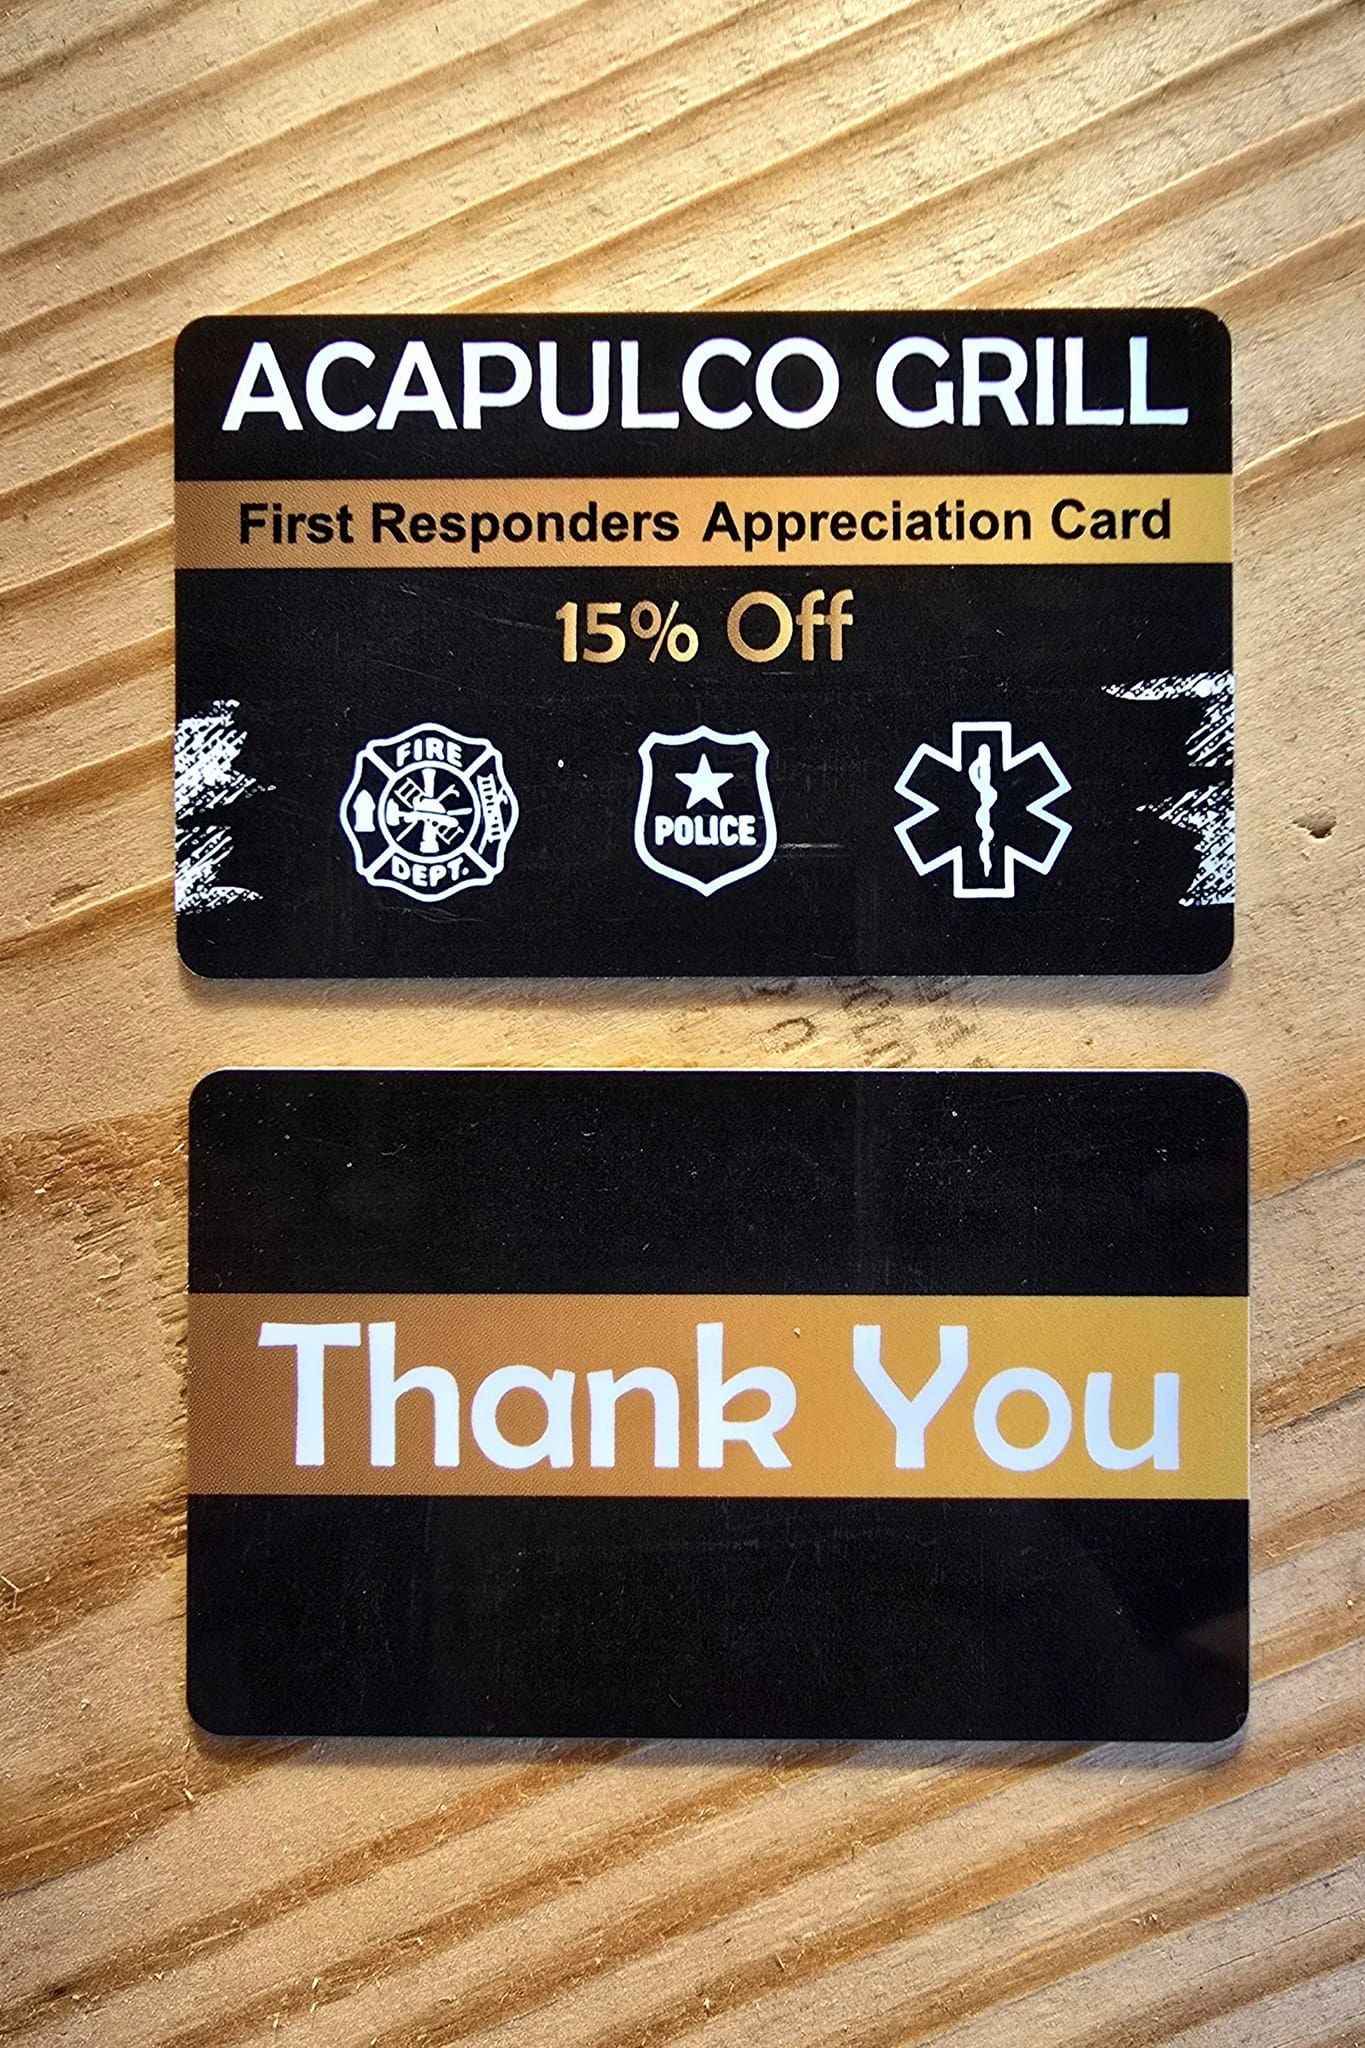 ACAPULCO GRILL
First Responders Appreciation Card
15% Off
FIRE
DEPT.
POLICE
Thank You